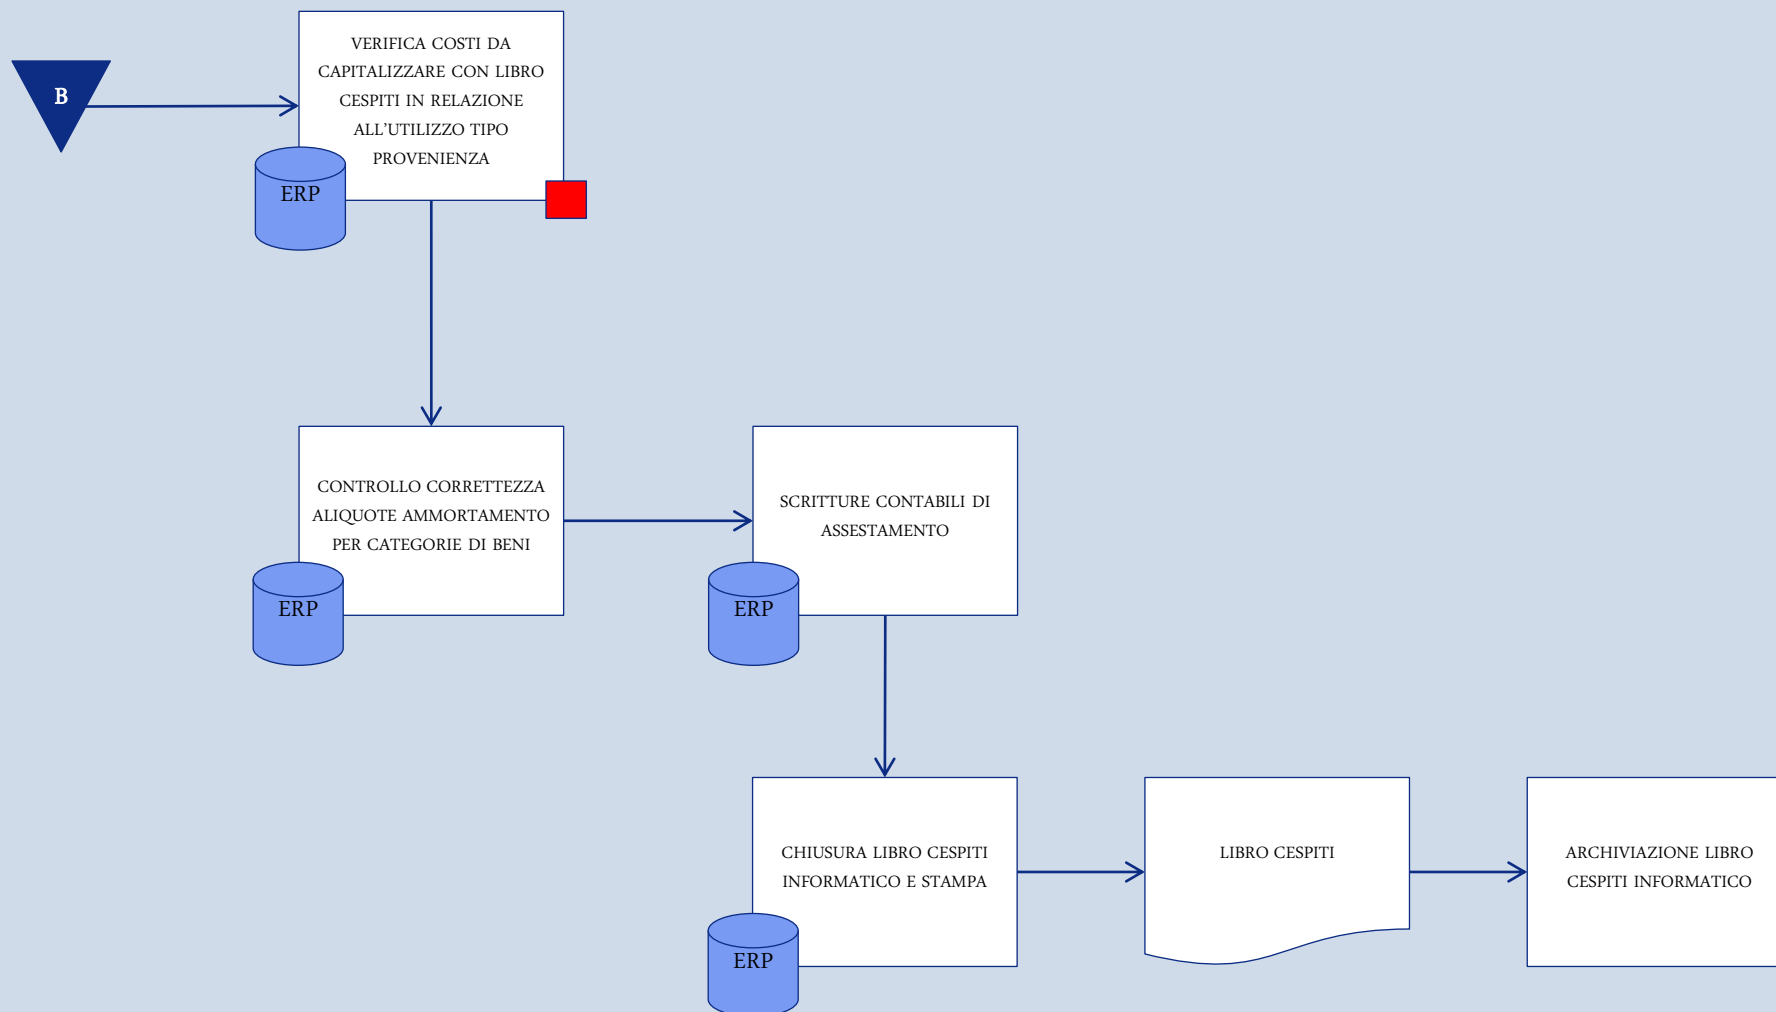 B
VERIFICA COSTI DA
CAPITALIZZARE CON LIBRO
CESPITI IN RELAZIONE
ALL'UTILIZZO TIPO
PROVENIENZA
ERP
CONTROLLO CORRETTEZZA
ALIQUOTE AMMORTAMENTO
PER CATEGORIE DI BENI
ERP
SCRITTURE CONTABILI DI
ASSESTAMENTO
ERP
CHIUSURA LIBRO CESPITI
INFORMATICO E STAMPA
ERP
LIBRO CESPITI
ARCHIVIAZIONE LIBRO
CESPITI INFORMATICO